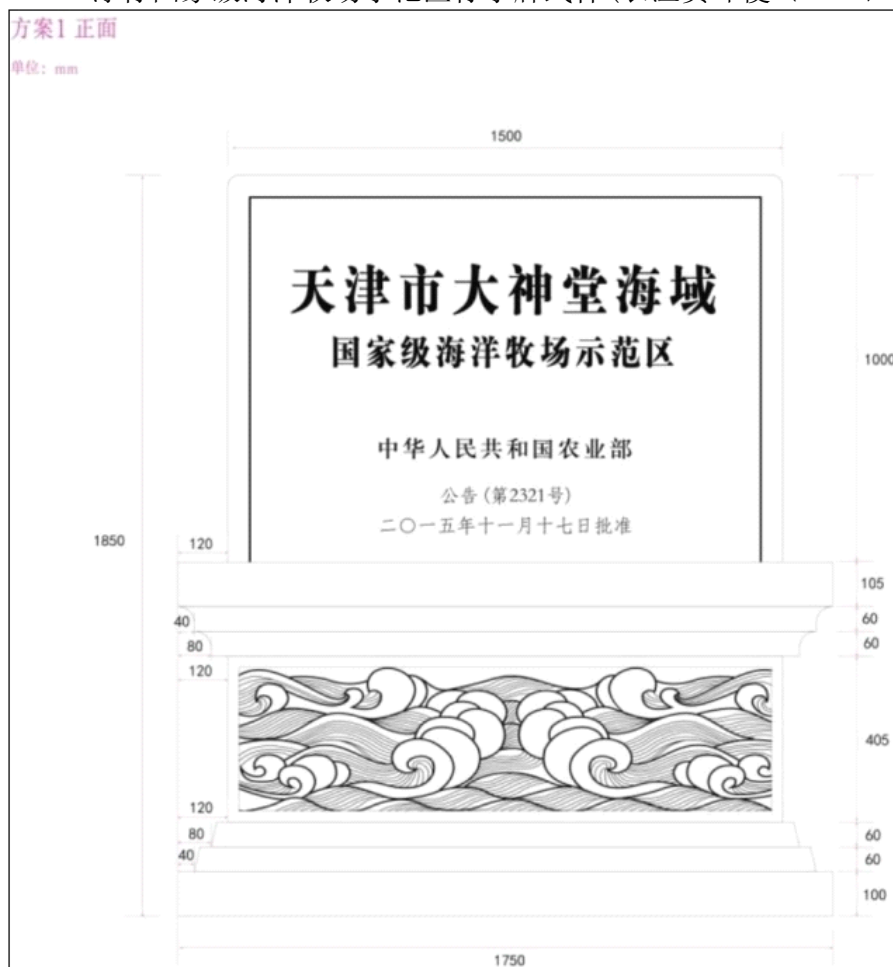 方案1 正面
单位：mm
1500
天津市大神堂海域
国家级海洋牧场示范区
1000
中华人民共和国农业部
公告（第2321号）
二〇一五年十一月十七日批准
1850
120
105
40
60
80
60
120
405
120
80
60
40
60
100
1750